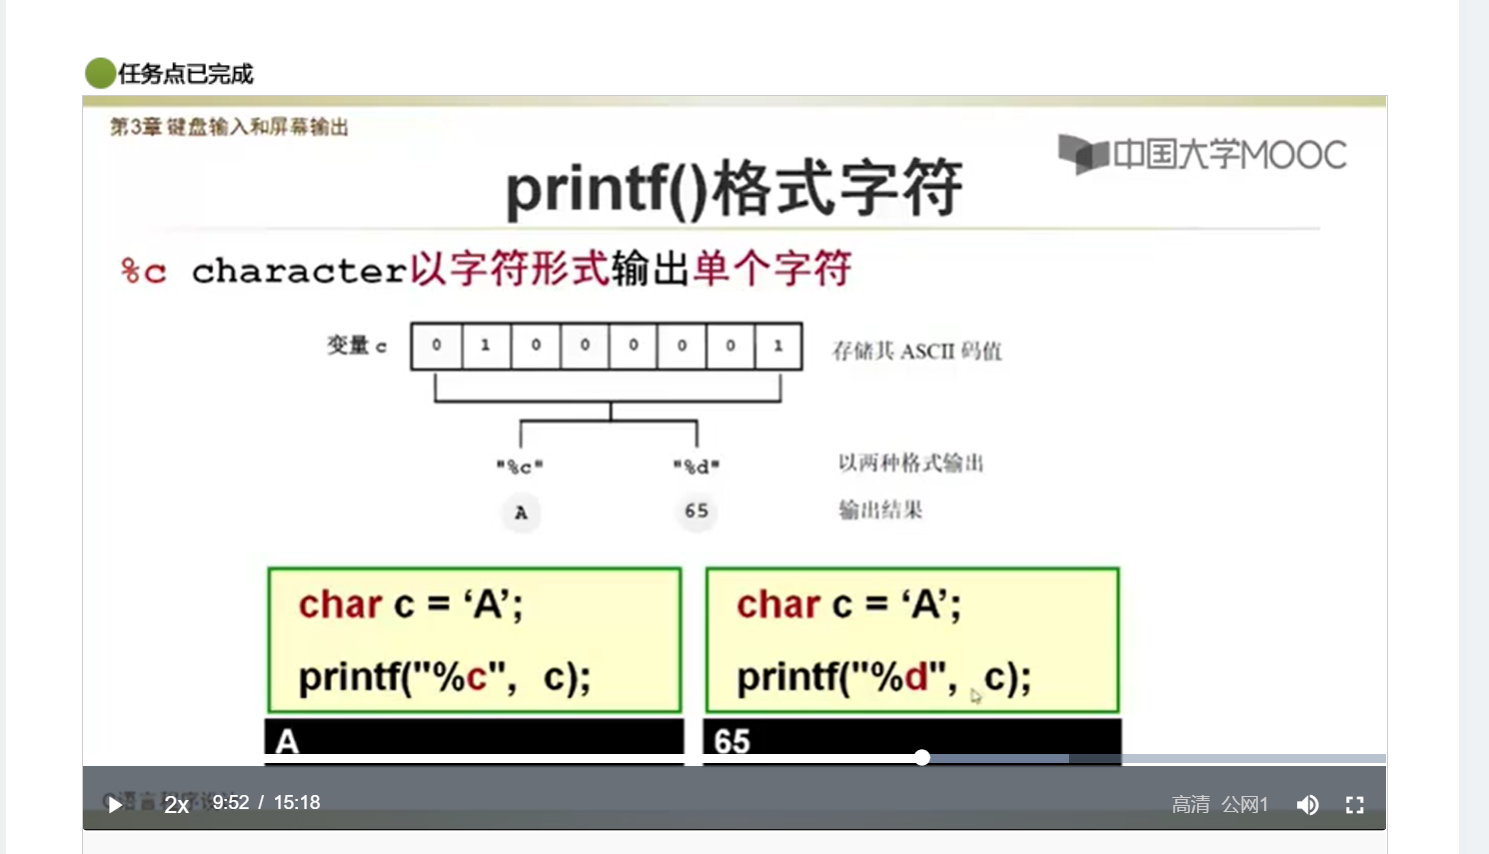 任务点已完成
第3章 键盘输入和屏幕输出
中国大学MOOC
printf()格式字符
%c character以字符形式输出单个字符
变量 c 0 1 0 0 0 0 0 1 存储其 ASCII 码值
"%c" "%d" 以两种格式输出
A 65 输出结果
char c = ‘A’; char c = ‘A’;
printf("%c", c); printf("%d", c);
A 65
2x 9:52 / 15:18 高清 公网1